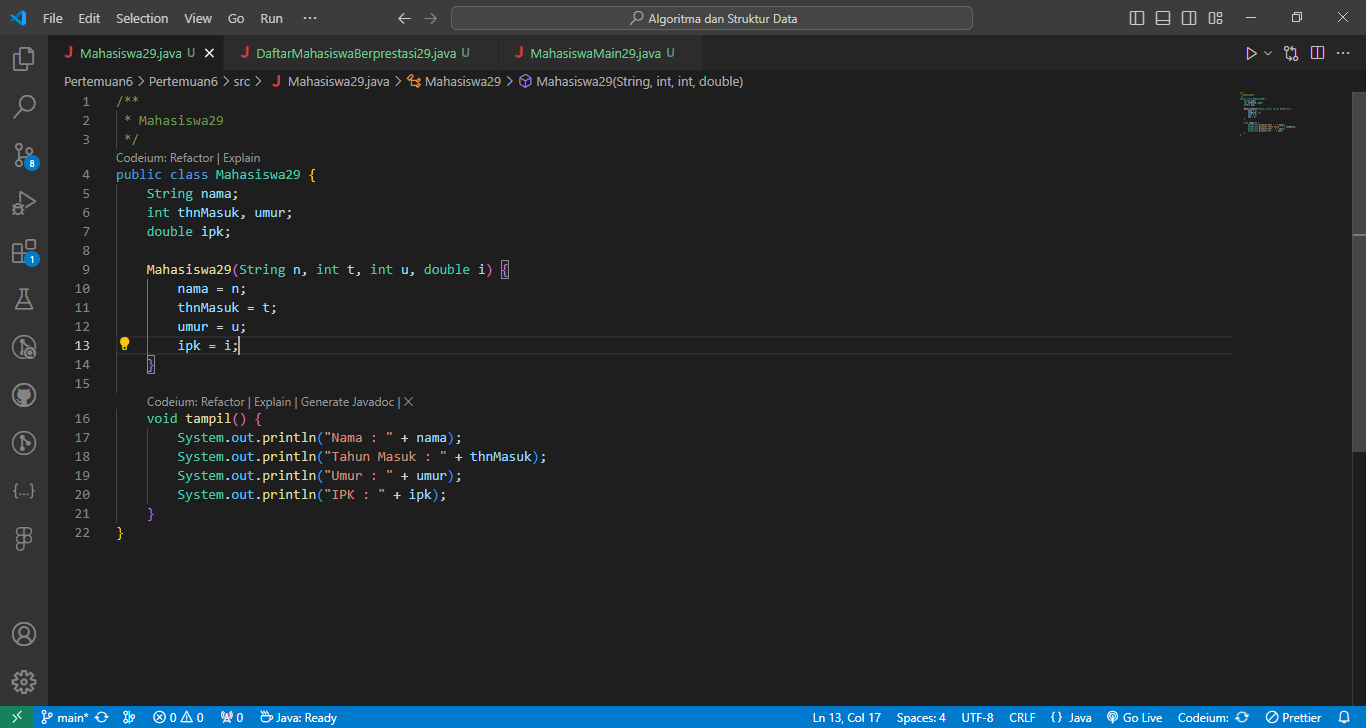 File Edit Selection View Go Run ··· Algoritma dan Struktur Data
Mahasiswa29.java U DaftarMahasiswaBerprestasi29.java U MahasiswaMain29.java U
Pertemuan6 > Pertemuan6 > src > Mahasiswa29.java > Mahasiswa29 > Mahasiswa29(String, int, int, double)
1 /**
2 * Mahasiswa29
3 */
Codeium: Refactor | Explain
4 public class Mahasiswa29 {
5 String nama;
6 int thnMasuk, umur;
7 double ipk;
8
9 Mahasiswa29(String n, int t, int u, double i) {
10 nama = n;
11 thnMasuk = t;
12 umur = u;
13 ipk = i;
14 }
15
Codeium: Refactor | Explain | Generate Javadoc | ×
16 void tampil() {
17 System.out.println("Nama : " + nama);
18 System.out.println("Tahun Masuk : " + thnMasuk);
19 System.out.println("Umur : " + umur);
20 System.out.println("IPK : " + ipk);
21 }
22 }
8
1
main* 0 0 0 Java: Ready Ln 13, Col 17 Spaces: 4 UTF-8 CRLF {} Java Go Live Codeium: Prettier